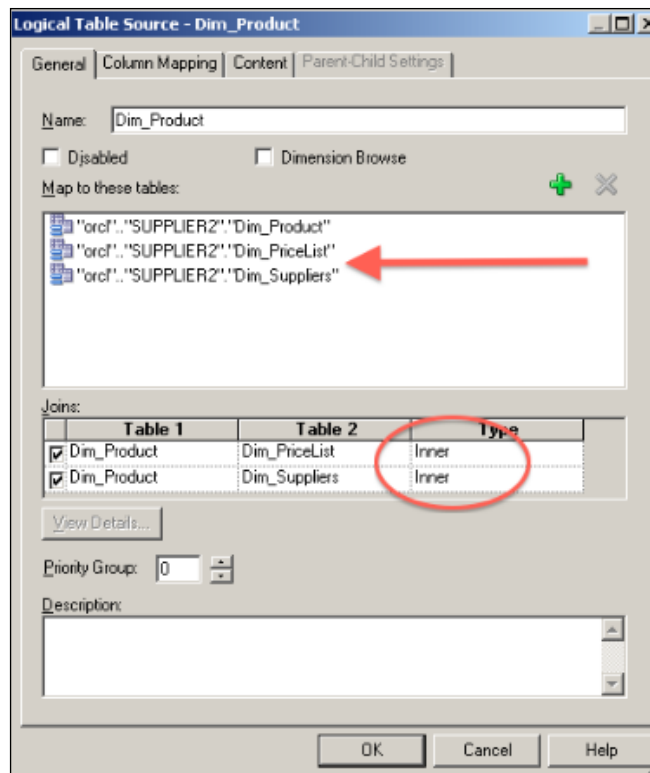 Logical Table Source - Dim_Product
General Column Mapping Content Parent-Child Settings
Name: Dim_Product
Disabled Dimension Browse
Map to these tables:
"orcl".."SUPPLIER2"."Dim_Product"
"orcl".."SUPPLIER2"."Dim_PriceList"
"orcl".."SUPPLIER2"."Dim_Suppliers"
Joins:
Table 1 Table 2 Type
Dim_Product Dim_PriceList Inner
Dim_Product Dim_Suppliers Inner
View Details...
Priority Group: 0
Description:
OK Cancel Help